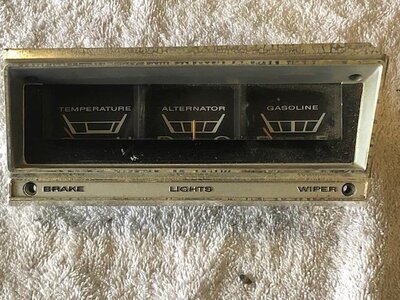 TEMPERATURE ALTERNATOR GASOLINE
BRAKE LIGHTS WIPER